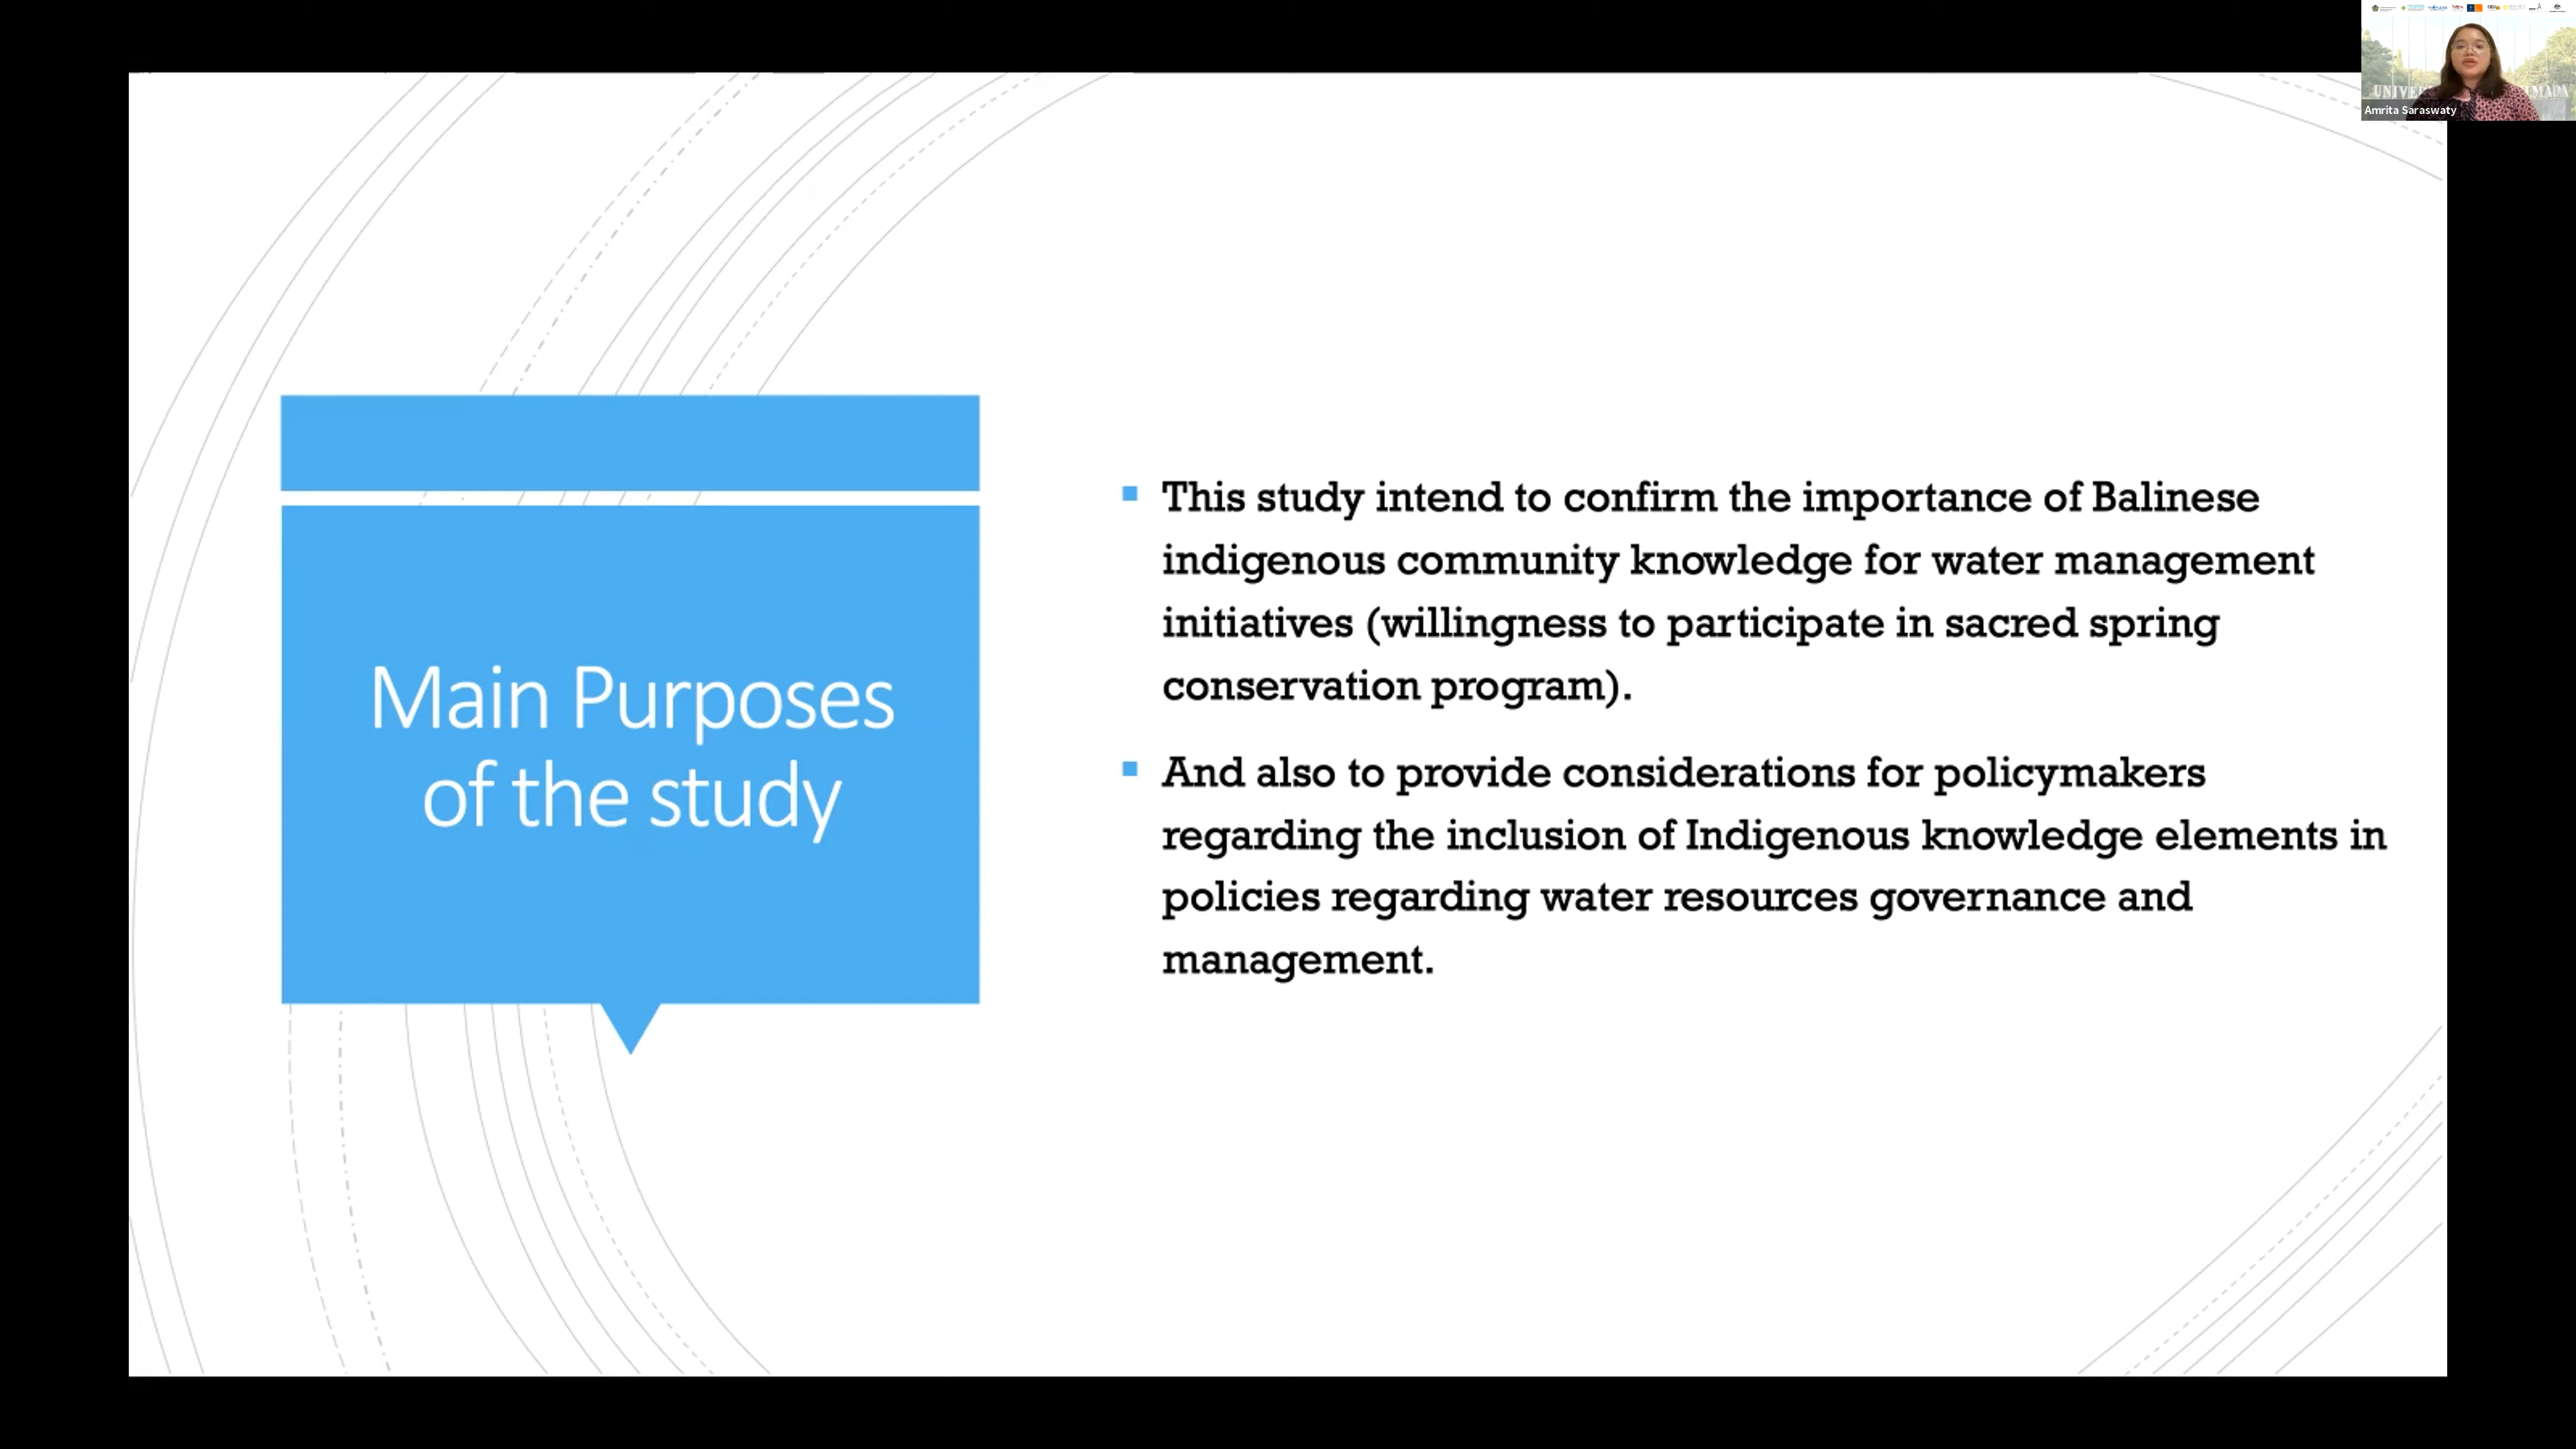 Main Purposes
of the study
This study intend to confirm the importance of Balinese
indigenous community knowledge for water management
initiatives (willingness to participate in sacred spring
conservation program).
And also to provide considerations for policymakers
regarding the inclusion of Indigenous knowledge elements in
policies regarding water resources governance and
management.
Amrita Saraswaty